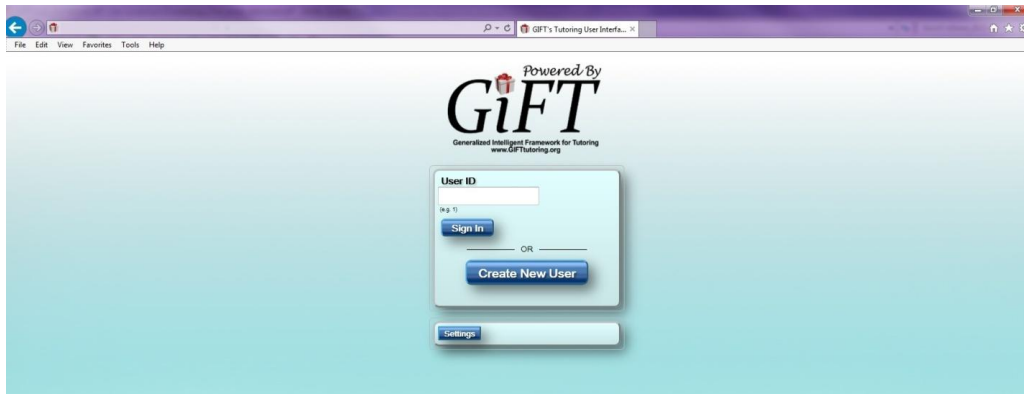 GIFT's Tutoring User Interfa...
File Edit View Favorites Tools Help
Powered By
GiFT
Generalized Intelligent Framework for Tutoring
www.GIFTtutoring.org
User ID
(e.g. 1)
Sign In
OR
Create New User
Settings